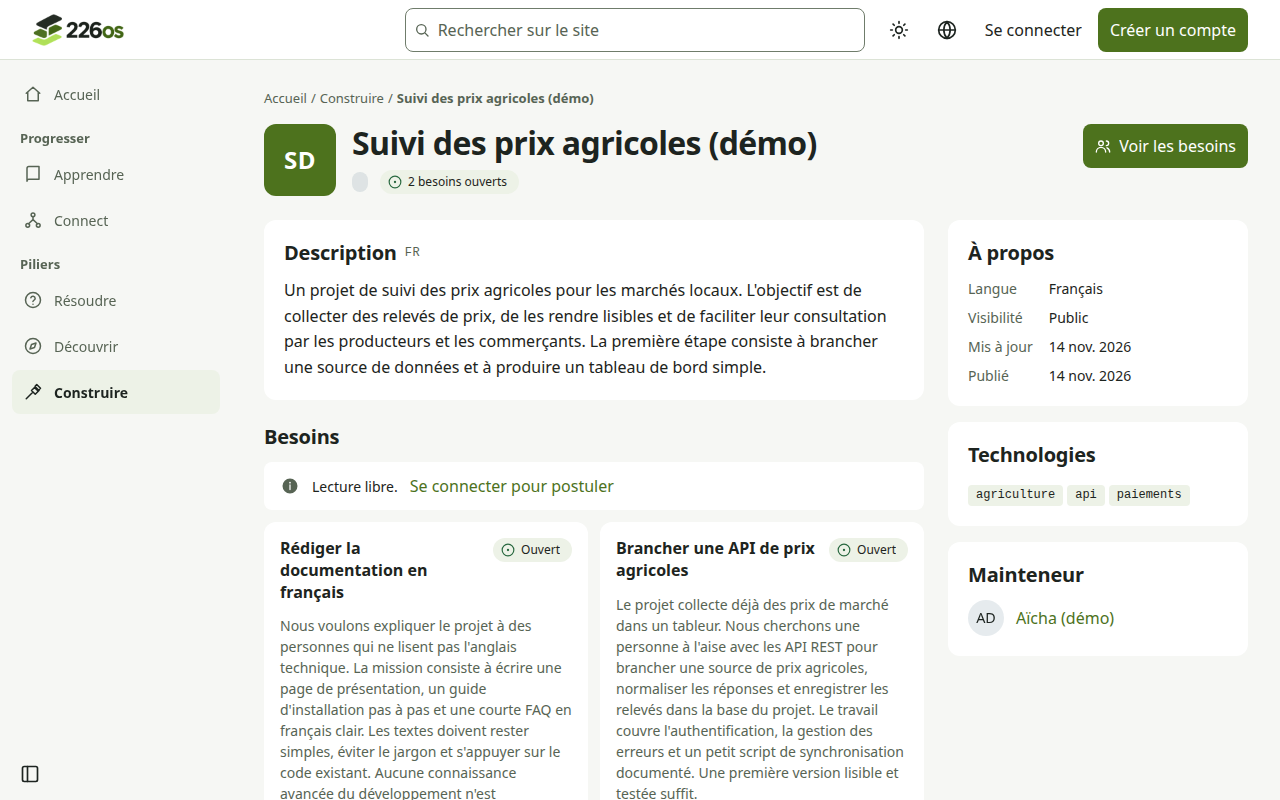 226os
Rechercher sur le site
Se connecter
Créer un compte
Accueil
Progresser
Apprendre
Connect
Piliers
Résoudre
Découvrir
Construire
Accueil / Construire / Suivi des prix agricoles (démo)
SD
Suivi des prix agricoles (démo)
2 besoins ouverts
Voir les besoins
Description FR
Un projet de suivi des prix agricoles pour les marchés locaux. L'objectif est de
collecter des relevés de prix, de les rendre lisibles et de faciliter leur consultation
par les producteurs et les commerçants. La première étape consiste à brancher
une source de données et à produire un tableau de bord simple.
Besoins
Lecture libre. Se connecter pour postuler
Rédiger la
documentation en
français
Ouvert
Nous voulons expliquer le projet à des
personnes qui ne lisent pas l'anglais
technique. La mission consiste à écrire une
page de présentation, un guide
d'installation pas à pas et une courte FAQ en
français clair. Les textes doivent rester
simples, éviter le jargon et s'appuyer sur le
code existant. Aucune connaissance
avancée du développement n'est
Brancher une API de prix
agricoles
Ouvert
Le projet collecte déjà des prix de marché
dans un tableur. Nous cherchons une
personne à l'aise avec les API REST pour
brancher une source de prix agricoles,
normaliser les réponses et enregistrer les
relevés dans la base du projet. Le travail
couvre l'authentification, la gestion des
erreurs et un petit script de synchronisation
documenté. Une première version lisible et
testée suffit.
À propos
Langue Français
Visibilité Public
Mis à jour 14 nov. 2026
Publié 14 nov. 2026
Technologies
agriculture api paiements
Mainteneur
AD Aïcha (démo)